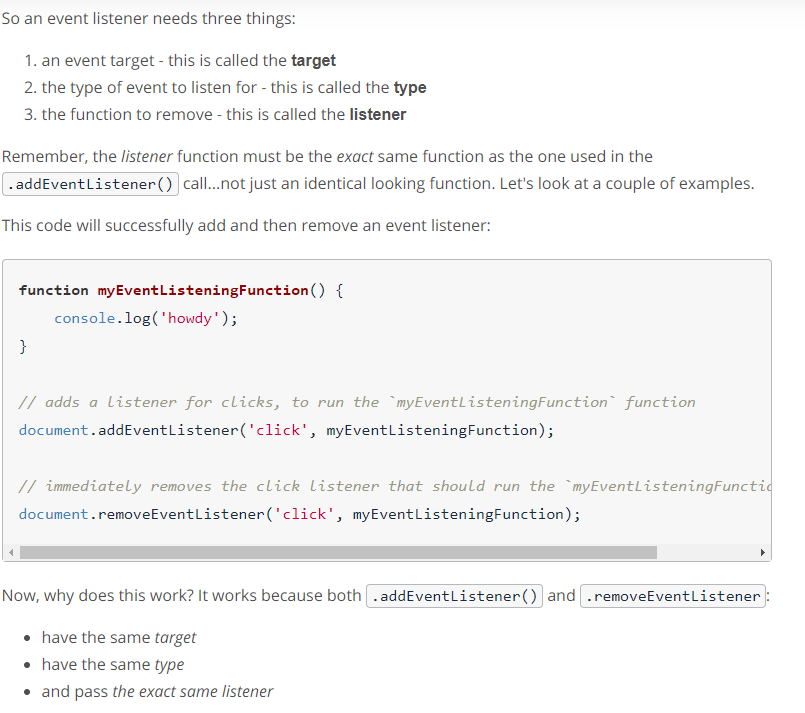 So an event listener needs three things:
1. an event target - this is called the target
2. the type of event to listen for - this is called the type
3. the function to remove - this is called the listener
Remember, the listener function must be the exact same function as the one used in the
.addEventListener() call...not just an identical looking function. Let's look at a couple of examples.
This code will successfully add and then remove an event listener:
function myEventListeningFunction() {
    console.log('howdy');
}
// adds a listener for clicks, to run the `myEventListeningFunction` function
document.addEventListener('click', myEventListeningFunction);
// immediately removes the click listener that should run the `myEventListeningFunctio
document.removeEventListener('click', myEventListeningFunction);
Now, why does this work? It works because both .addEventListener() and .removeEventListener:
• have the same target
• have the same type
• and pass the exact same listener